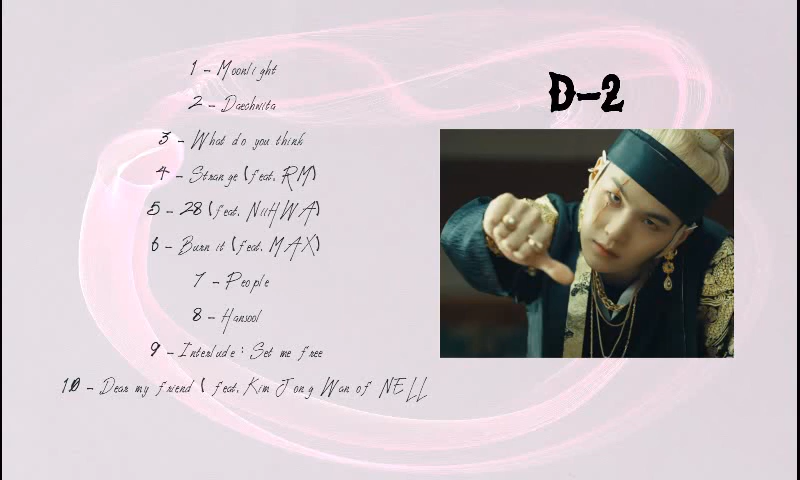 D-2
1 - Moonlight
2 - Daechwita
3 - What do you think
4 - Strange (feat. RM)
5 - 28 (feat. NiiHWA)
6 - Burn it (feat. MAX)
7 - People
8 - Hansool
9 - Interlude : Set me free
10 - Dear my friend ( feat. Kim Jong Wan of NELL